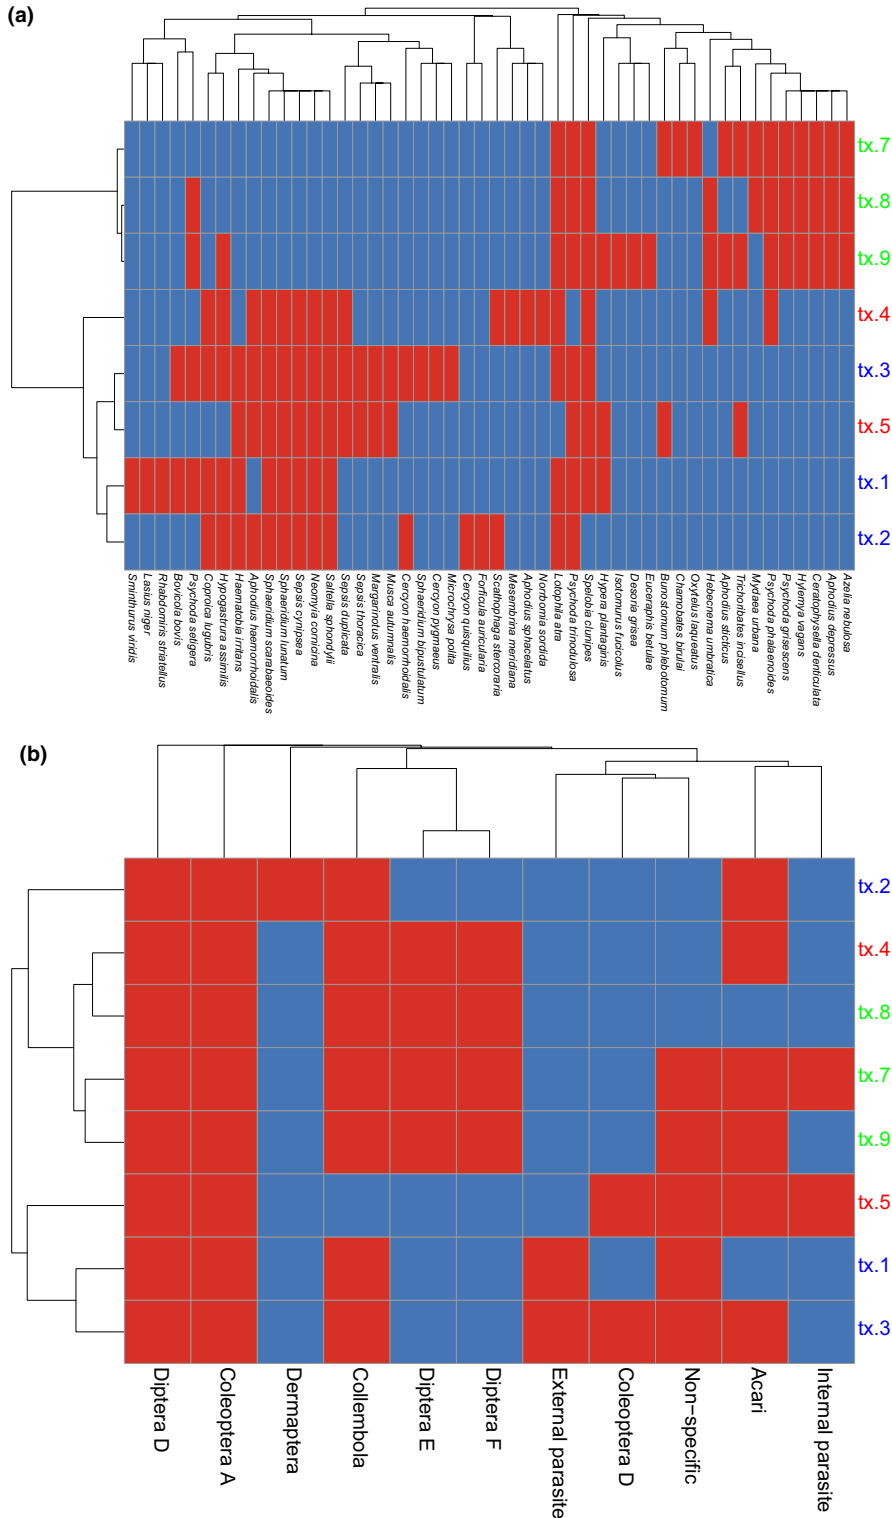 (a)
tx.7
tx.8
tx.9
tx.4
tx.3
tx.5
tx.1
tx.2
Sminthurus viridis
Lasius niger
Rhabdomiris striatellus
Bovicola bovis
Psychoda setigera
Coproica lugubris
Hypogastrura assimilis
Haematobia irritans
Aphodius haemorrhoidalis
Sphaeridium scarabaeoides
Sphaeridium lunatum
Sepsis cynipsea
Neomyia cornicina
Saltella sphondylii
Sepsis duplicata
Sepsis thoracica
Margarinotus ventralis
Musca autumnalis
Cercyon haemorrhoidalis
Sphaeridium bipustulatum
Cercyon pygmaeus
Microchrysa polita
Cercyon quisquilius
Forficula auricularia
Scathophaga stercoraria
Mesembrina meridiana
Aphodius sphacelatus
Norrbomia sordida
Lotophila atra
Psychoda trinodulosa
Spelobia clunipes
Hypera plantaginis
Isotomurus fucicolus
Desoria grisea
Euceraphis betulae
Bunostomum phlebotomum
Chamobates birulai
Oxytelus laqueatus
Hebecnema umbratica
Aphodius sticticus
Trichoribates incisellus
Mydaea urbana
Psychoda phalaenoides
Psychoda grisescens
Hylemya vagans
Ceratophysella denticulata
Aphodius depressus
Azelia nebulosa
(b)
tx.2
tx.4
tx.8
tx.7
tx.9
tx.5
tx.1
tx.3
Diptera D
Coleoptera A
Dermaptera
Collembola
Diptera E
Diptera F
External parasite
Coleoptera D
Non−specific
Acari
Internal parasite